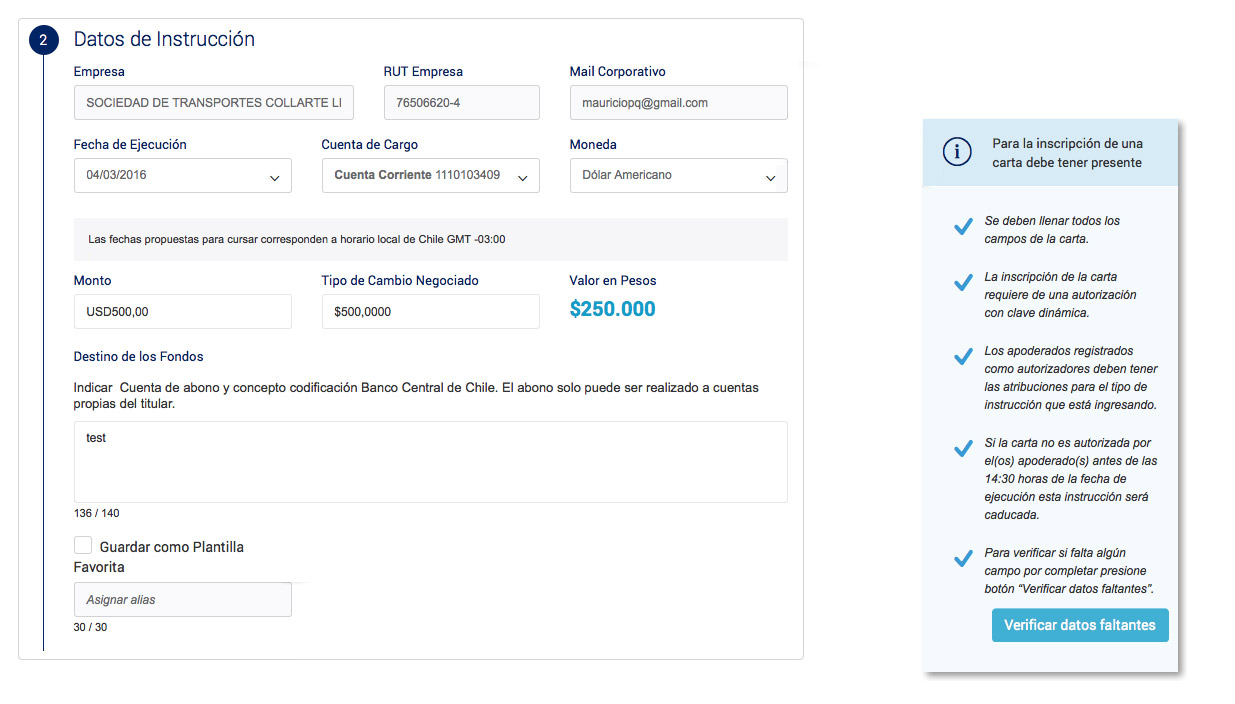 2
Datos de Instrucción
Empresa RUT Empresa Mail Corporativo
SOCIEDAD DE TRANSPORTES COLLARTE LI 76506620-4 mauriciopq@gmail.com
Fecha de Ejecución Cuenta de Cargo Moneda
04/03/2016 Cuenta Corriente 1110103409 Dólar Americano
Las fechas propuestas para cursar corresponden a horario local de Chile GMT -03:00
Monto Tipo de Cambio Negociado Valor en Pesos
USD500,00 $500,0000 $250.000
Destino de los Fondos
Indicar Cuenta de abono y concepto codificación Banco Central de Chile. El abono solo puede ser realizado a cuentas
propias del titular.
test
136 / 140
Guardar como Plantilla
Favorita
Asignar alias
30 / 30
i
Para la inscripción de una
carta debe tener presente
Se deben llenar todos los
campos de la carta.
La inscripción de la carta
requiere de una autorización
con clave dinámica.
Los apoderados registrados
como autorizadores deben tener
las atribuciones para el tipo de
instrucción que está ingresando.
Si la carta no es autorizada por
el(os) apoderado(s) antes de las
14:30 horas de la fecha de
ejecución esta instrucción será
caducada.
Para verificar si falta algún
campo por completar presione
botón “Verificar datos faltantes”.
Verificar datos faltantes